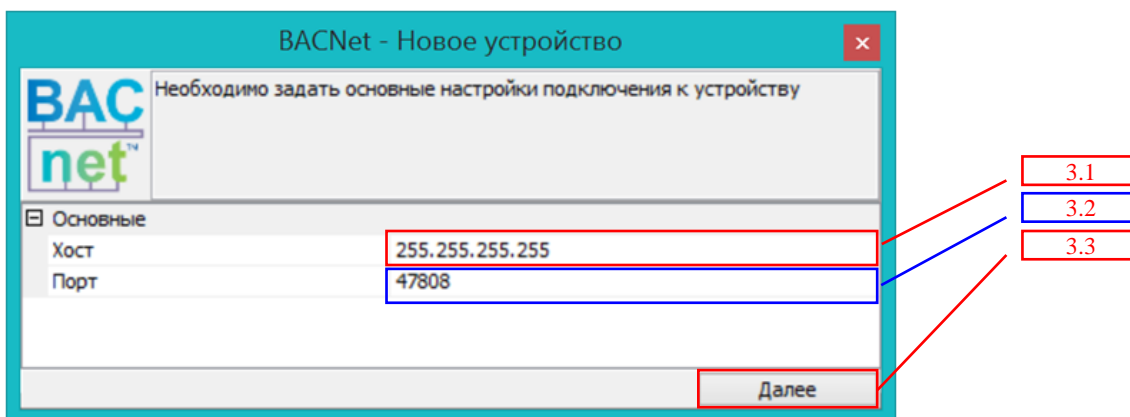 BACNet - Новое устройство
BAC
net™
Необходимо задать основные настройки подключения к устройству
Основные
Хост 255.255.255.255
Порт 47808
Далее
3.1
3.2
3.3